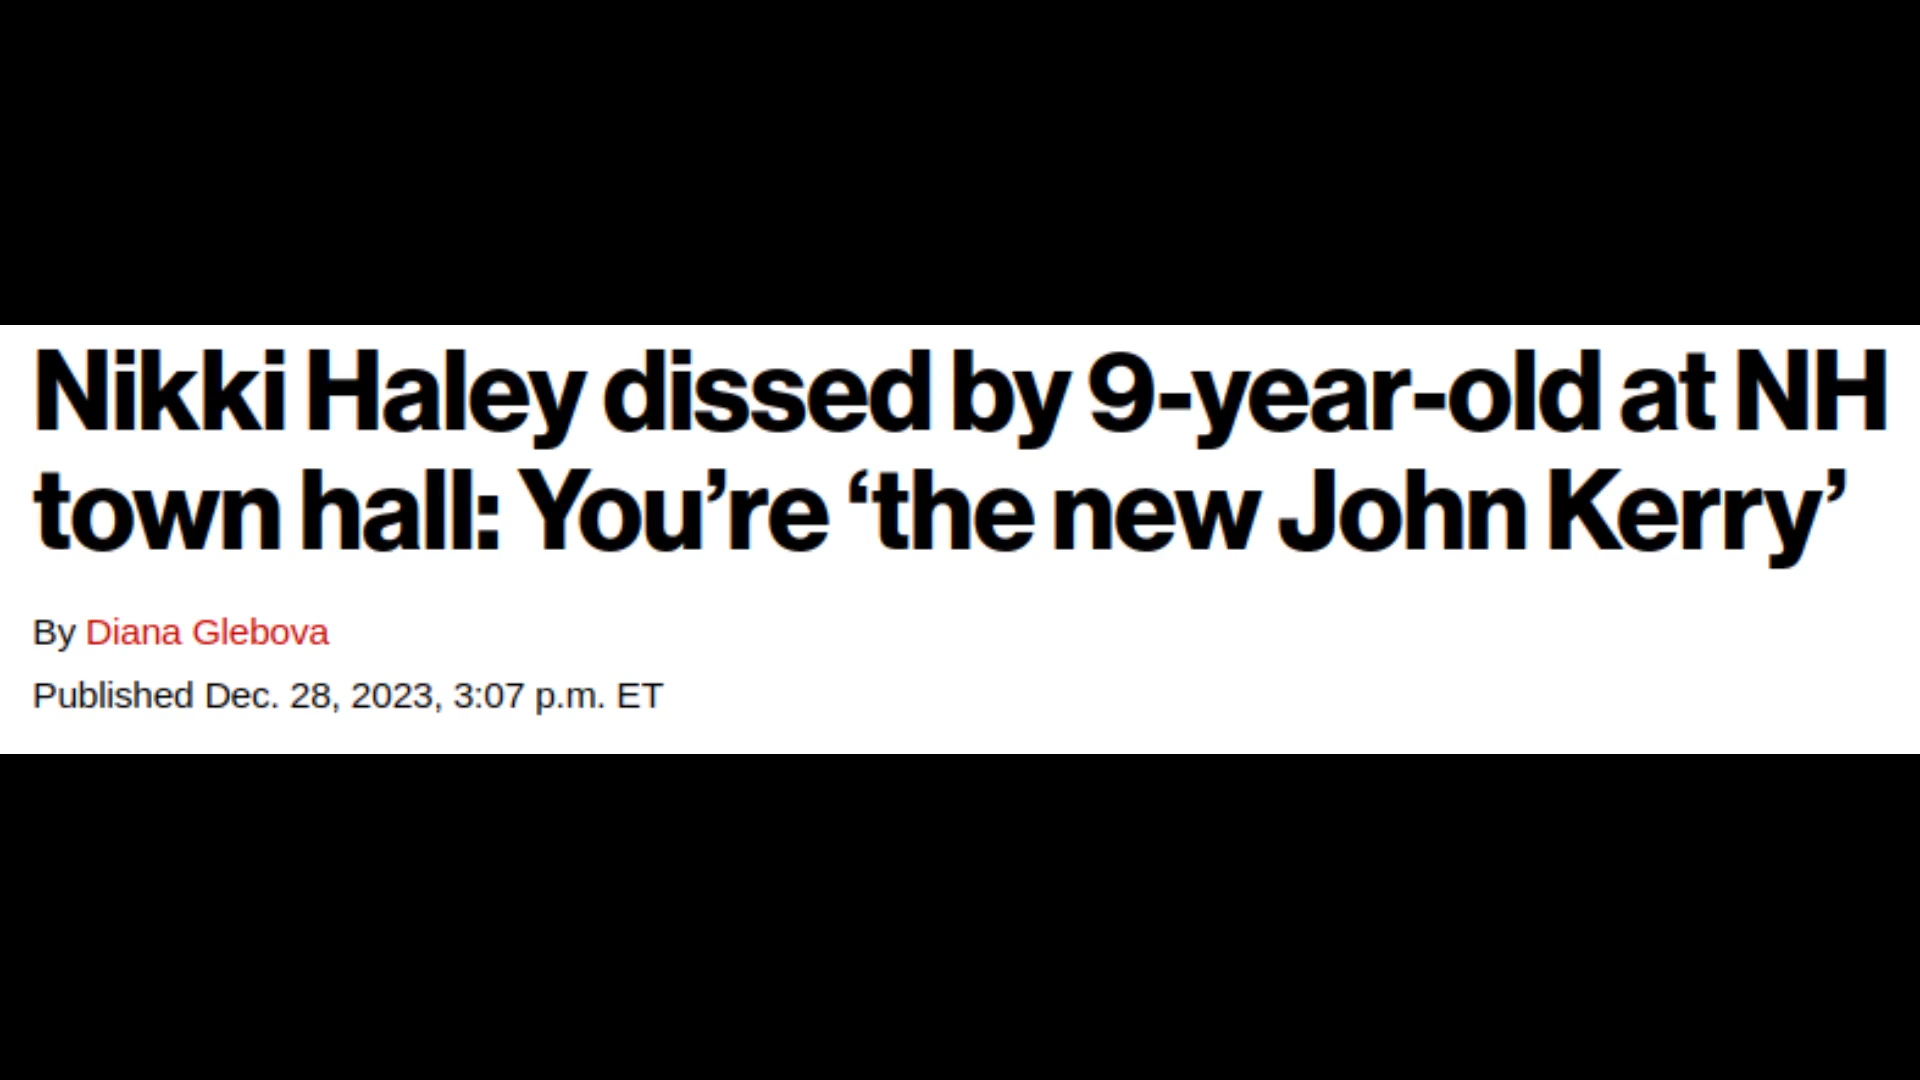 Nikki Haley dissed by 9-year-old at NH
town hall: You’re ‘the new John Kerry’
By Diana Glebova
Published Dec. 28, 2023, 3:07 p.m. ET